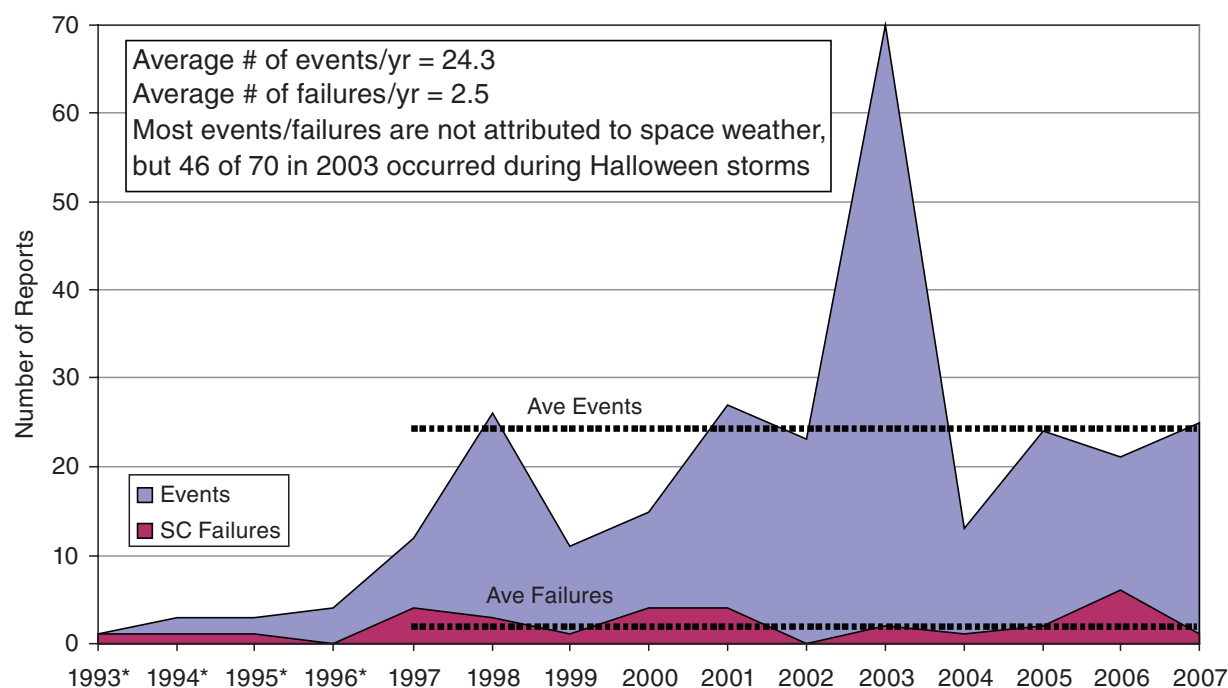 70
60
50
40
30
20
10
0
Number of Reports
Average # of events/yr = 24.3
Average # of failures/yr = 2.5
Most events/failures are not attributed to space weather,
but 46 of 70 in 2003 occurred during Halloween storms
Ave Events
Events
SC Failures
Ave Failures
1993* 1994* 1995* 1996* 1997 1998 1999 2000 2001 2002 2003 2004 2005 2006 2007